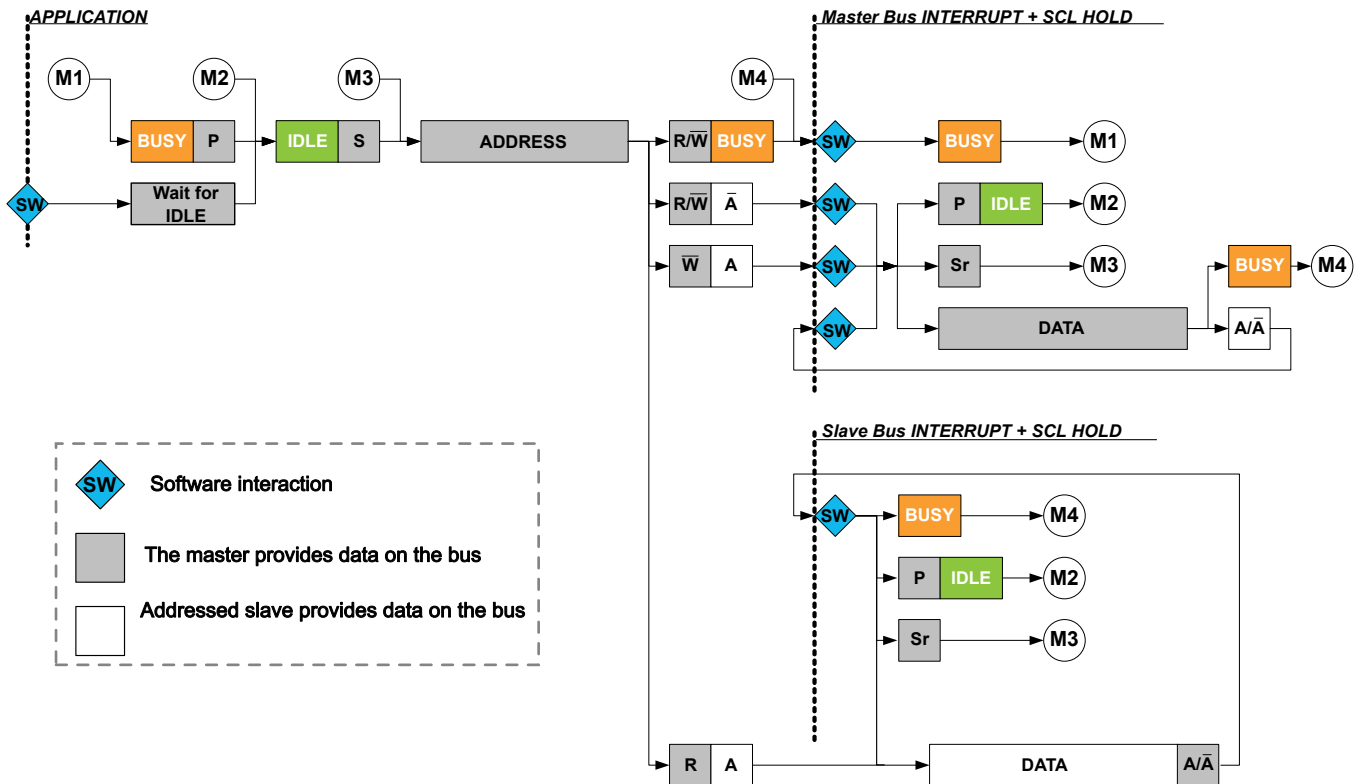 APPLICATION
Master Bus INTERRUPT + SCL HOLD
M1
M2
M3
M4
BUSY P
IDLE S
ADDRESS
R/W̅ BUSY
SW
BUSY
M1
SW
Wait for
IDLE
R/W̅ A̅
SW
P IDLE
M2
W̅ A
SW
Sr
M3
BUSY
M4
SW
DATA
A/A̅
Slave Bus INTERRUPT + SCL HOLD
SW
Software interaction
The master provides data on the bus
Addressed slave provides data on the bus
SW
BUSY
M4
P IDLE
M2
Sr
M3
R A
DATA
A/A̅